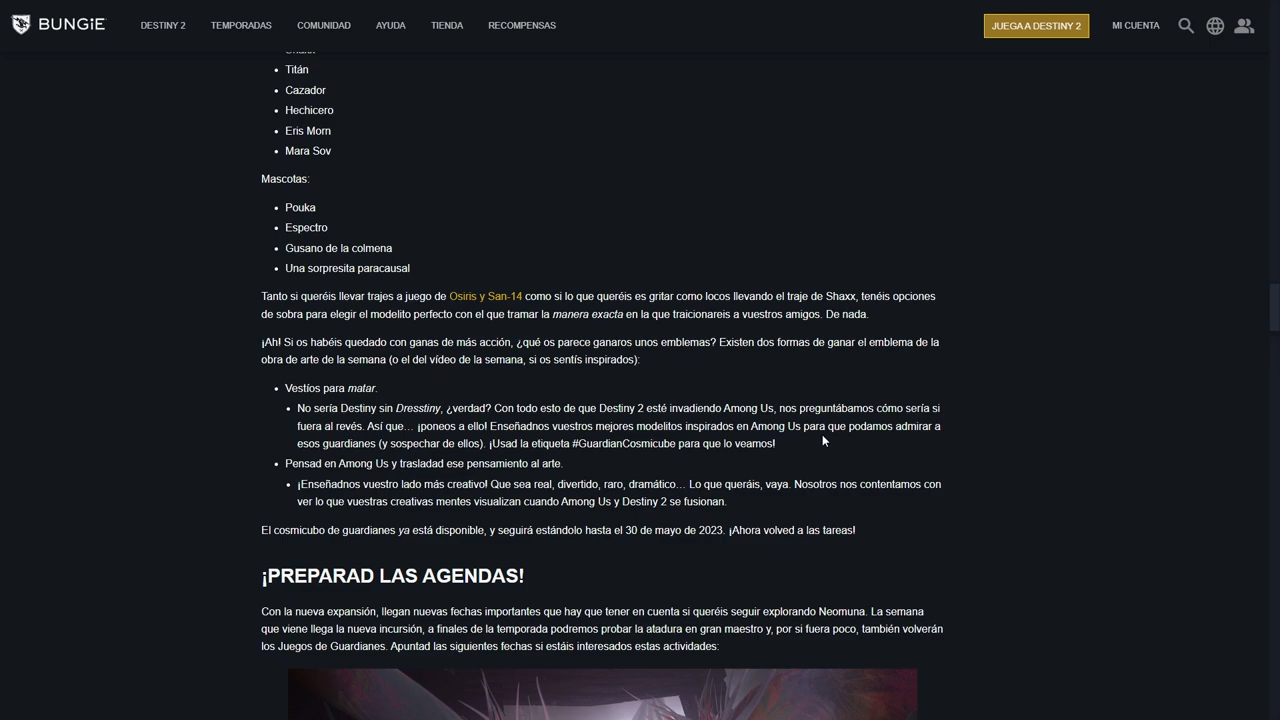 BUNGiE
DESTINY 2
TEMPORADAS
COMUNIDAD
AYUDA
TIENDA
RECOMPENSAS
JUEGA A DESTINY 2
MI CUENTA
Titán
Cazador
Hechicero
Eris Morn
Mara Sov
Mascotas:
Pouka
Espectro
Gusano de la colmena
Una sorpresita paracausal
Tanto si queréis llevar trajes a juego de Osiris y San-14 como si lo que queréis es gritar como locos llevando el traje de Shaxx, tenéis opciones
de sobra para elegir el modelito perfecto con el que tramar la manera exacta en la que traicionareis a vuestros amigos. De nada.
¡Ah! Si os habéis quedado con ganas de más acción, ¿qué os parece ganaros unos emblemas? Existen dos formas de ganar el emblema de la
obra de arte de la semana (o el del vídeo de la semana, si os sentís inspirados):
Vestíos para matar.
No sería Destiny sin Dresstiny, ¿verdad? Con todo esto de que Destiny 2 esté invadiendo Among Us, nos preguntábamos cómo sería si
fuera al revés. Así que… ¡poneos a ello! Enseñadnos vuestros mejores modelitos inspirados en Among Us para que podamos admirar a
esos guardianes (y sospechar de ellos). ¡Usad la etiqueta #GuardianCosmicube para que lo veamos!
Pensad en Among Us y trasladad ese pensamiento al arte.
¡Enseñadnos vuestro lado más creativo! Que sea real, divertido, raro, dramático… Lo que queráis, vaya. Nosotros nos contentamos con
ver lo que vuestras creativas mentes visualizan cuando Among Us y Destiny 2 se fusionan.
El cosmicubo de guardianes ya está disponible, y seguirá estándolo hasta el 30 de mayo de 2023. ¡Ahora volved a las tareas!
¡PREPARAD LAS AGENDAS!
Con la nueva expansión, llegan nuevas fechas importantes que hay que tener en cuenta si queréis seguir explorando Neomuna. La semana
que viene llega la nueva incursión, a finales de la temporada podremos probar la atadura en gran maestro y, por si fuera poco, también volverán
los Juegos de Guardianes. Apuntad las siguientes fechas si estáis interesados estas actividades: